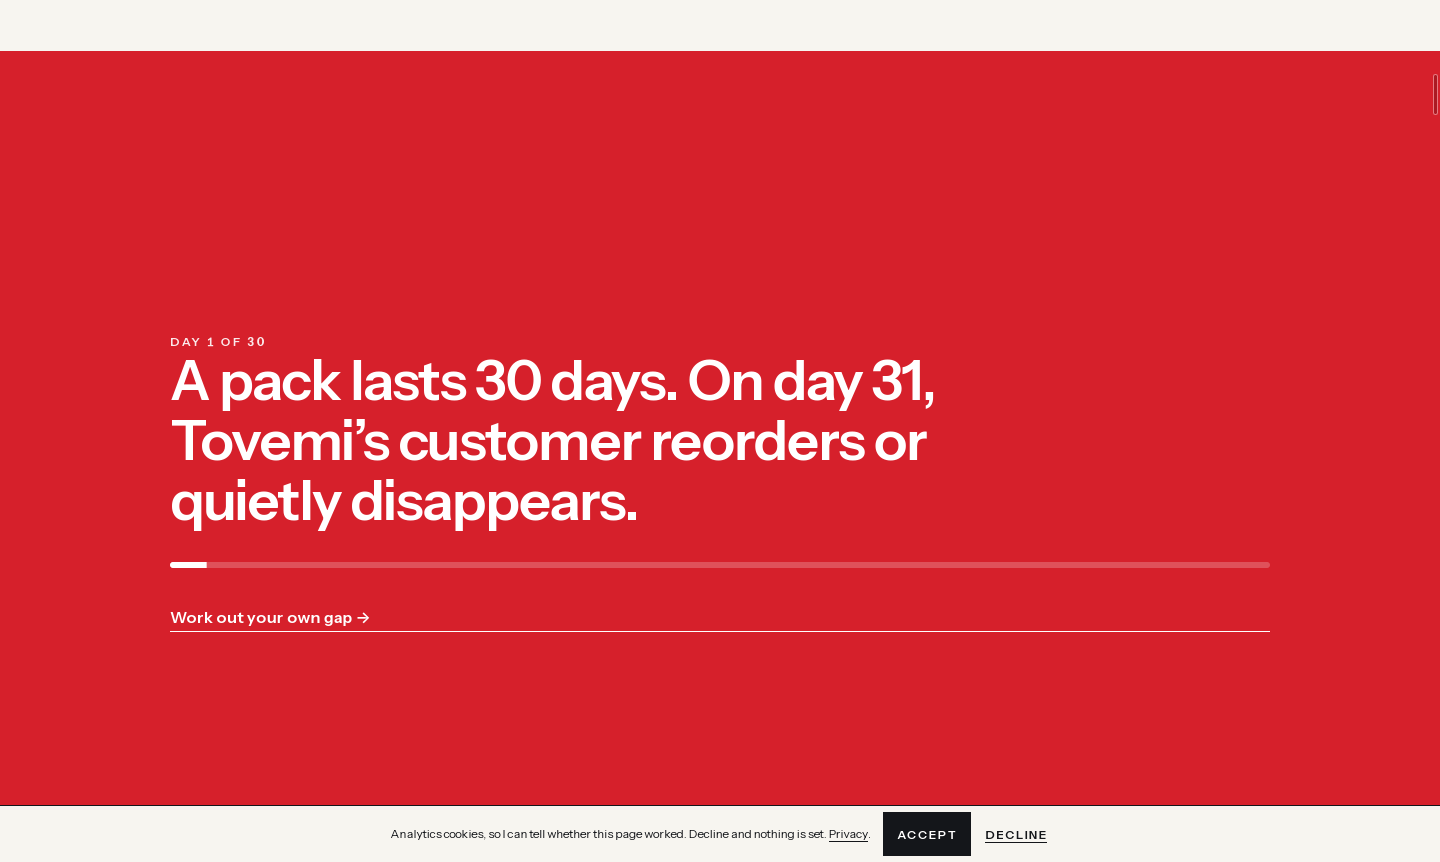 DAY 1 OF 30
A pack lasts 30 days. On day 31,
Tovemi’s customer reorders or
quietly disappears.
Work out your own gap →
Analytics cookies, so I can tell whether this page worked. Decline and nothing is set. Privacy.
ACCEPT
DECLINE